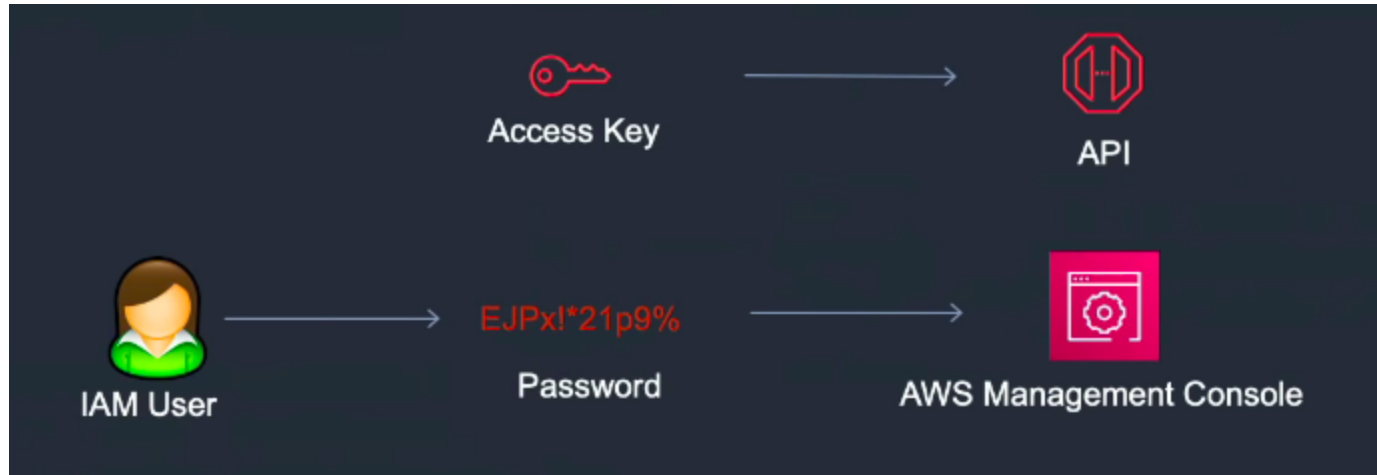 Access Key
API
EJPx!*21p9%
Password
IAM User
AWS Management Console